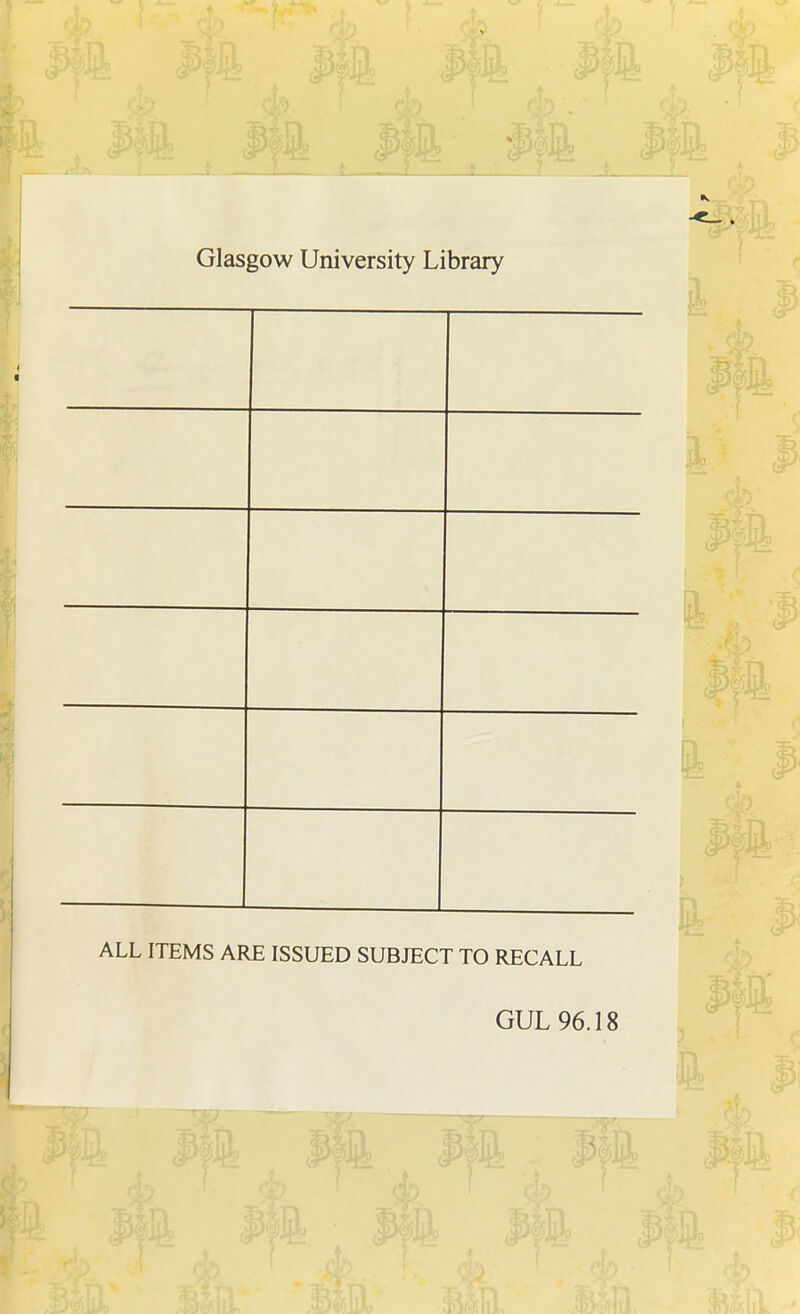 Glasgow University Library
ALL ITEMS ARE ISSUED SUBJECT TO RECALL
GUL 96.18